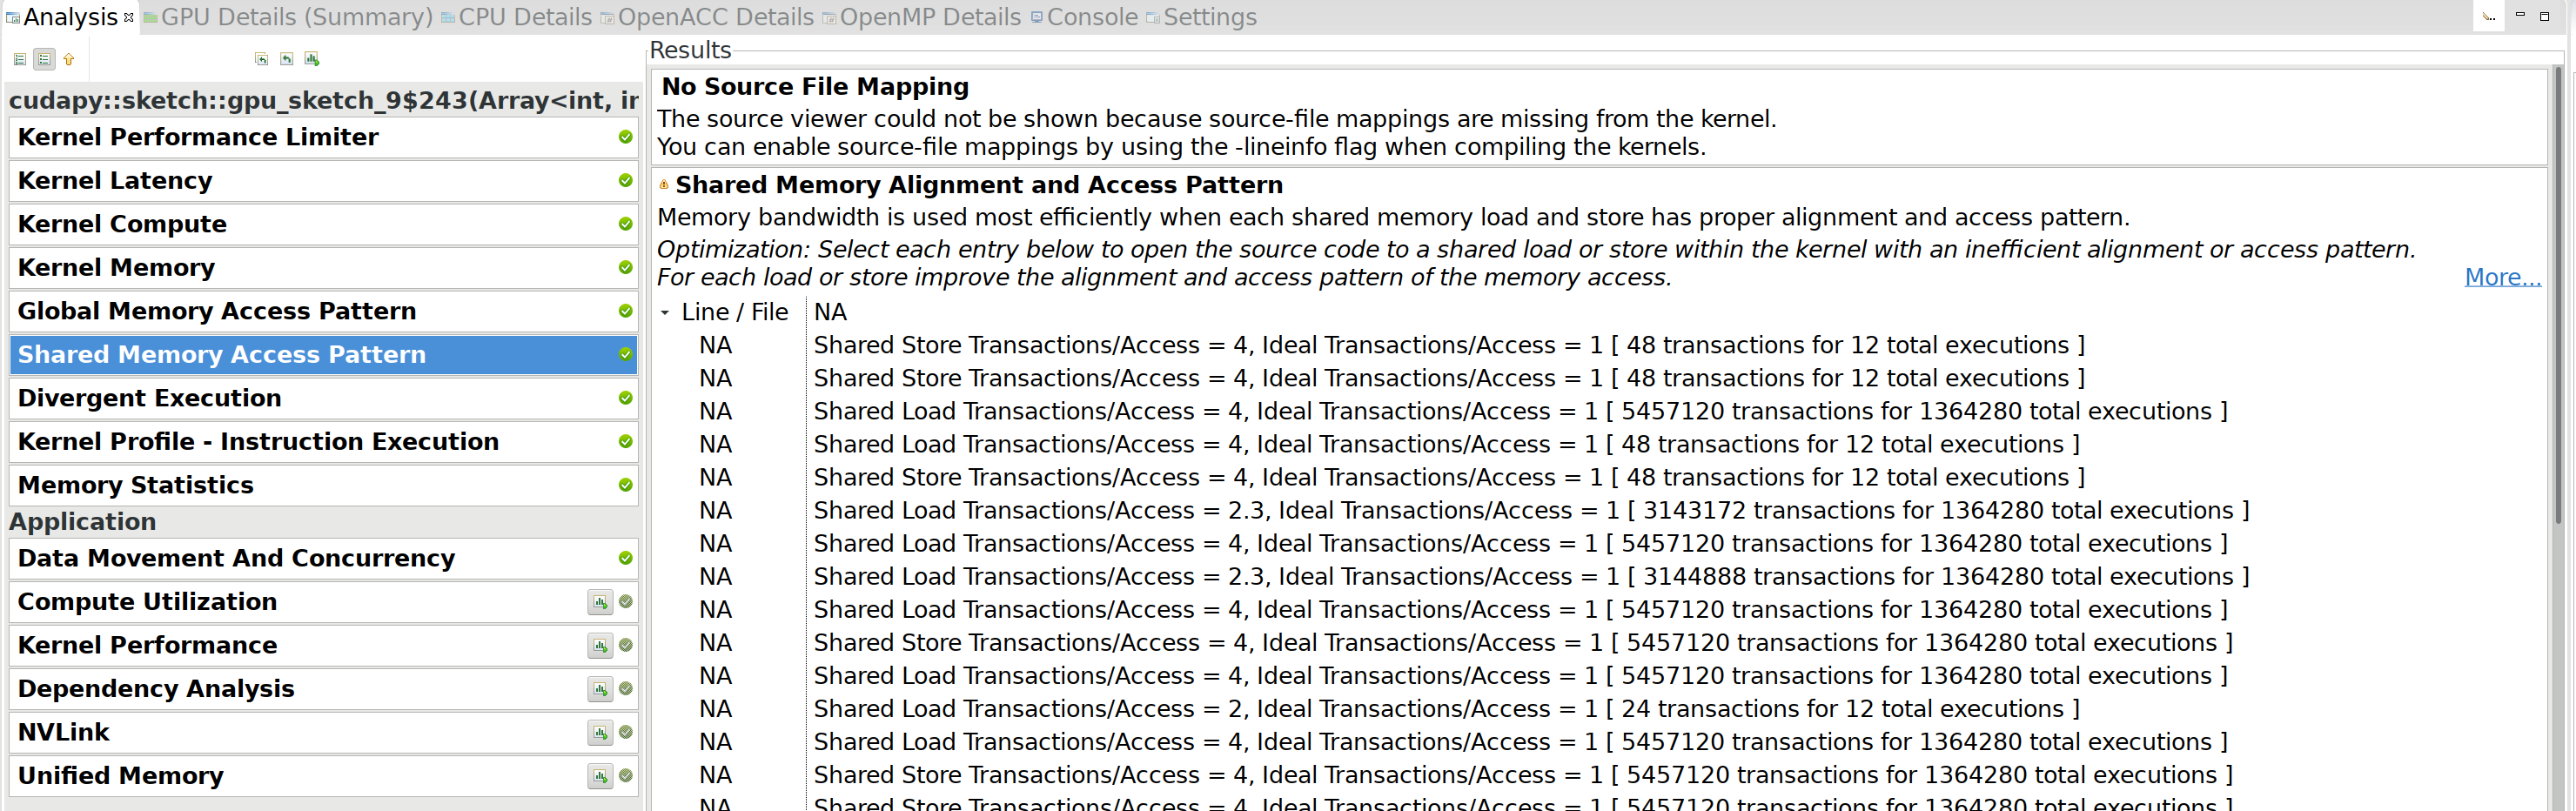 Analysis GPU Details (Summary) CPU Details OpenACC Details OpenMP Details Console Settings
cudapy::sketch::gpu_sketch_9$243(Array<int, in
Kernel Performance Limiter
Kernel Latency
Kernel Compute
Kernel Memory
Global Memory Access Pattern
Shared Memory Access Pattern
Divergent Execution
Kernel Profile - Instruction Execution
Memory Statistics
Application
Data Movement And Concurrency
Compute Utilization
Kernel Performance
Dependency Analysis
NVLink
Unified Memory
Results
No Source File Mapping
The source viewer could not be shown because source-file mappings are missing from the kernel.
You can enable source-file mappings by using the -lineinfo flag when compiling the kernels.
Shared Memory Alignment and Access Pattern
Memory bandwidth is used most efficiently when each shared memory load and store has proper alignment and access pattern.
Optimization: Select each entry below to open the source code to a shared load or store within the kernel with an inefficient alignment or access pattern.
For each load or store improve the alignment and access pattern of the memory access. More...
Line / File NA
NA Shared Store Transactions/Access = 4, Ideal Transactions/Access = 1 [ 48 transactions for 12 total executions ]
NA Shared Store Transactions/Access = 4, Ideal Transactions/Access = 1 [ 48 transactions for 12 total executions ]
NA Shared Load Transactions/Access = 4, Ideal Transactions/Access = 1 [ 5457120 transactions for 1364280 total executions ]
NA Shared Load Transactions/Access = 4, Ideal Transactions/Access = 1 [ 48 transactions for 12 total executions ]
NA Shared Store Transactions/Access = 4, Ideal Transactions/Access = 1 [ 48 transactions for 12 total executions ]
NA Shared Load Transactions/Access = 2.3, Ideal Transactions/Access = 1 [ 3143172 transactions for 1364280 total executions ]
NA Shared Load Transactions/Access = 4, Ideal Transactions/Access = 1 [ 5457120 transactions for 1364280 total executions ]
NA Shared Load Transactions/Access = 2.3, Ideal Transactions/Access = 1 [ 3144888 transactions for 1364280 total executions ]
NA Shared Load Transactions/Access = 4, Ideal Transactions/Access = 1 [ 5457120 transactions for 1364280 total executions ]
NA Shared Store Transactions/Access = 4, Ideal Transactions/Access = 1 [ 5457120 transactions for 1364280 total executions ]
NA Shared Load Transactions/Access = 4, Ideal Transactions/Access = 1 [ 5457120 transactions for 1364280 total executions ]
NA Shared Load Transactions/Access = 2, Ideal Transactions/Access = 1 [ 24 transactions for 12 total executions ]
NA Shared Load Transactions/Access = 4, Ideal Transactions/Access = 1 [ 5457120 transactions for 1364280 total executions ]
NA Shared Store Transactions/Access = 4, Ideal Transactions/Access = 1 [ 5457120 transactions for 1364280 total executions ]
NA Shared Store Transactions/Access = 4, Ideal Transactions/Access = 1 [ 5457120 transactions for 1364280 total executions ]